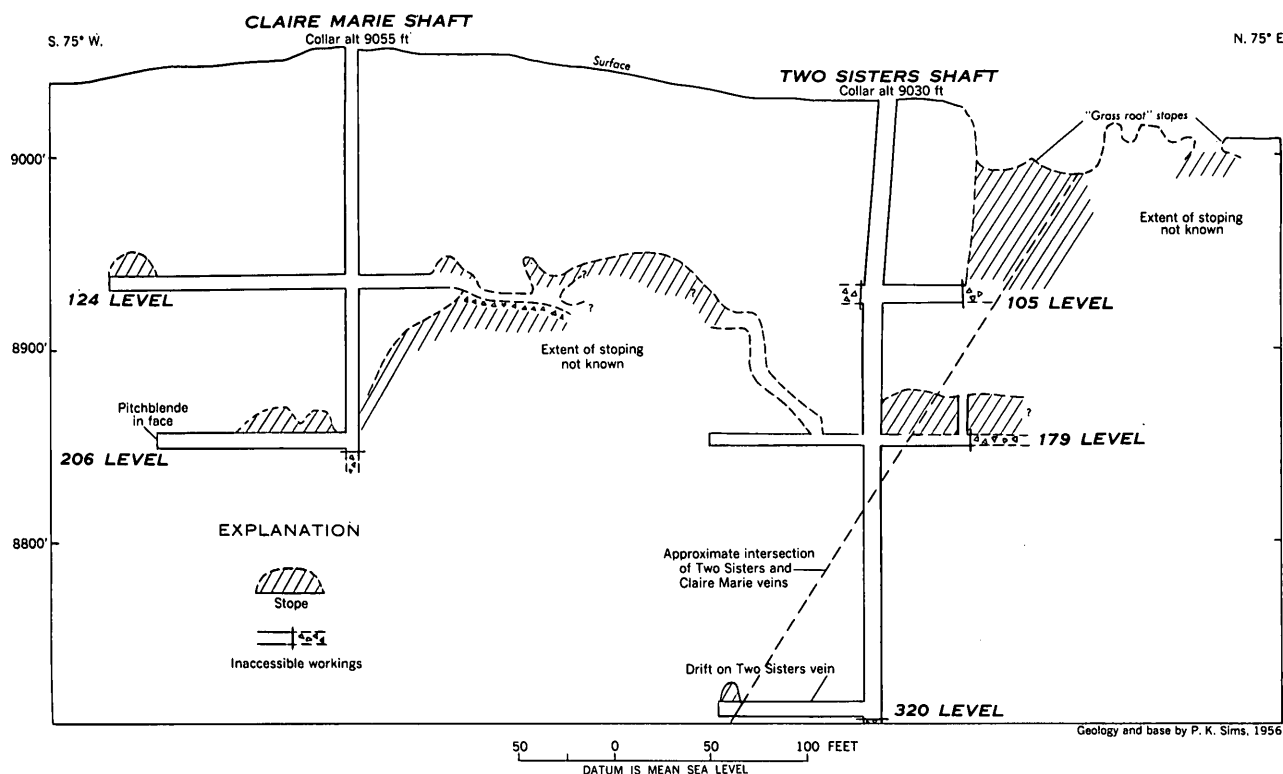 CLAIRE MARIE SHAFT
Collar alt 9055 ft
S. 75° W.
N. 75° E
Surface
TWO SISTERS SHAFT
Collar alt 9030 ft
"Grass root" stopes
9000'
Extent of stoping
not known
124 LEVEL
105 LEVEL
?
?
?
8900'
Extent of stoping
not known
Pitchblende
in face
?
206 LEVEL
179 LEVEL
8800'
EXPLANATION
Stope
Inaccessible workings
Approximate intersection
of Two Sisters and
Claire Marie veins
Drift on Two Sisters vein
320 LEVEL
Geology and base by P. K. Sims, 1956
50 0 50 100 FEET
DATUM IS MEAN SEA LEVEL